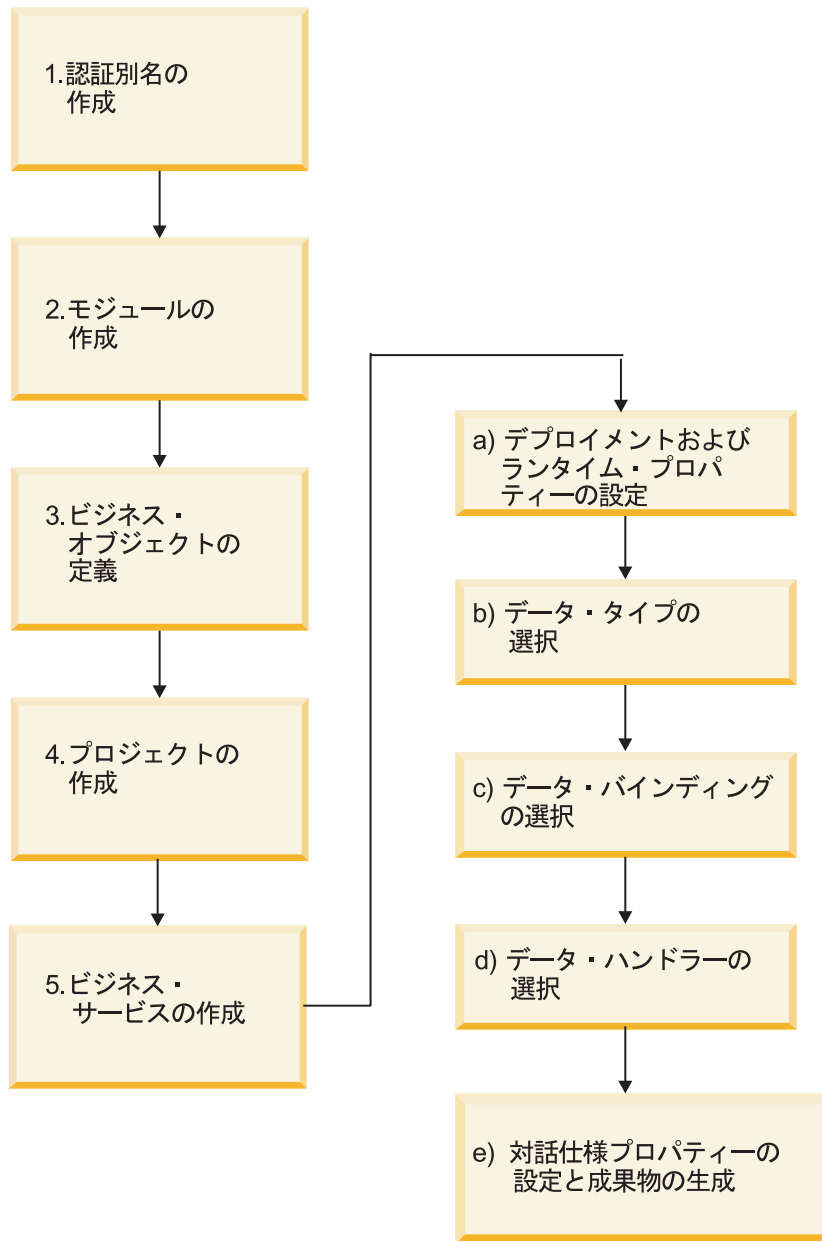 1.認証別名の
作成
2.モジュールの
作成
3.ビジネス・
オブジェクトの
定義
4.プロジェクトの
作成
5.ビジネス・
サービスの作成
a) デプロイメントおよび
ランタイム・プロパ
ティーの設定
b) データ・タイプの
選択
c) データ・バインディング
の選択
d) データ・ハンドラーの
選択
e) 対話仕様プロパティーの
設定と成果物の生成